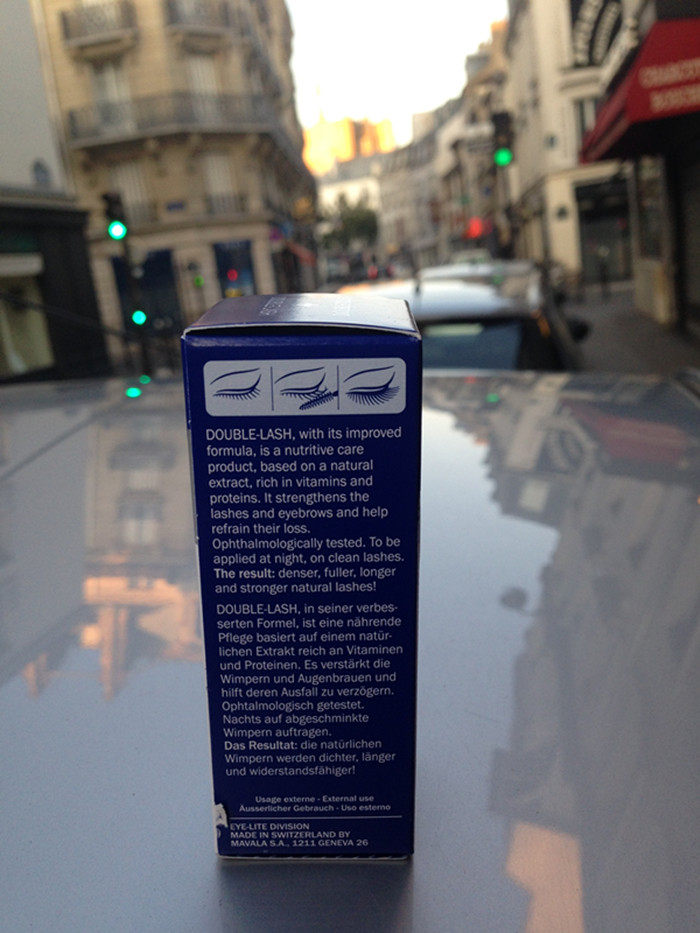 DOUBLE-LASH, with its improved
formula, is a nutritive care
product, based on a natural
extract, rich in vitamins and
proteins. It strengthens the
lashes and eyebrows and help
refrain their loss.
Ophthalmologically tested. To be
applied at night, on clean lashes.
The result: denser, fuller, longer
and stronger natural lashes!
DOUBLE-LASH, in seiner verbes-
serten Formel, ist eine nährende
Pflege basiert auf einem natür-
lichen Extrakt reich an Vitaminen
und Proteinen. Es verstärkt die
Wimpern und Augenbrauen und
hilft deren Ausfall zu verzögern.
Ophtalmologisch getestet.
Nachts auf abgeschminkte
Wimpern auftragen.
Das Resultat: die natürlichen
Wimpern werden dichter, länger
und widerstandsfähiger!
Usage externe - External use
Äusserlicher Gebrauch - Uso esterno
EYE-LITE DIVISION
MADE IN SWITZERLAND BY
MAVALA S.A., 1211 GENEVA 26